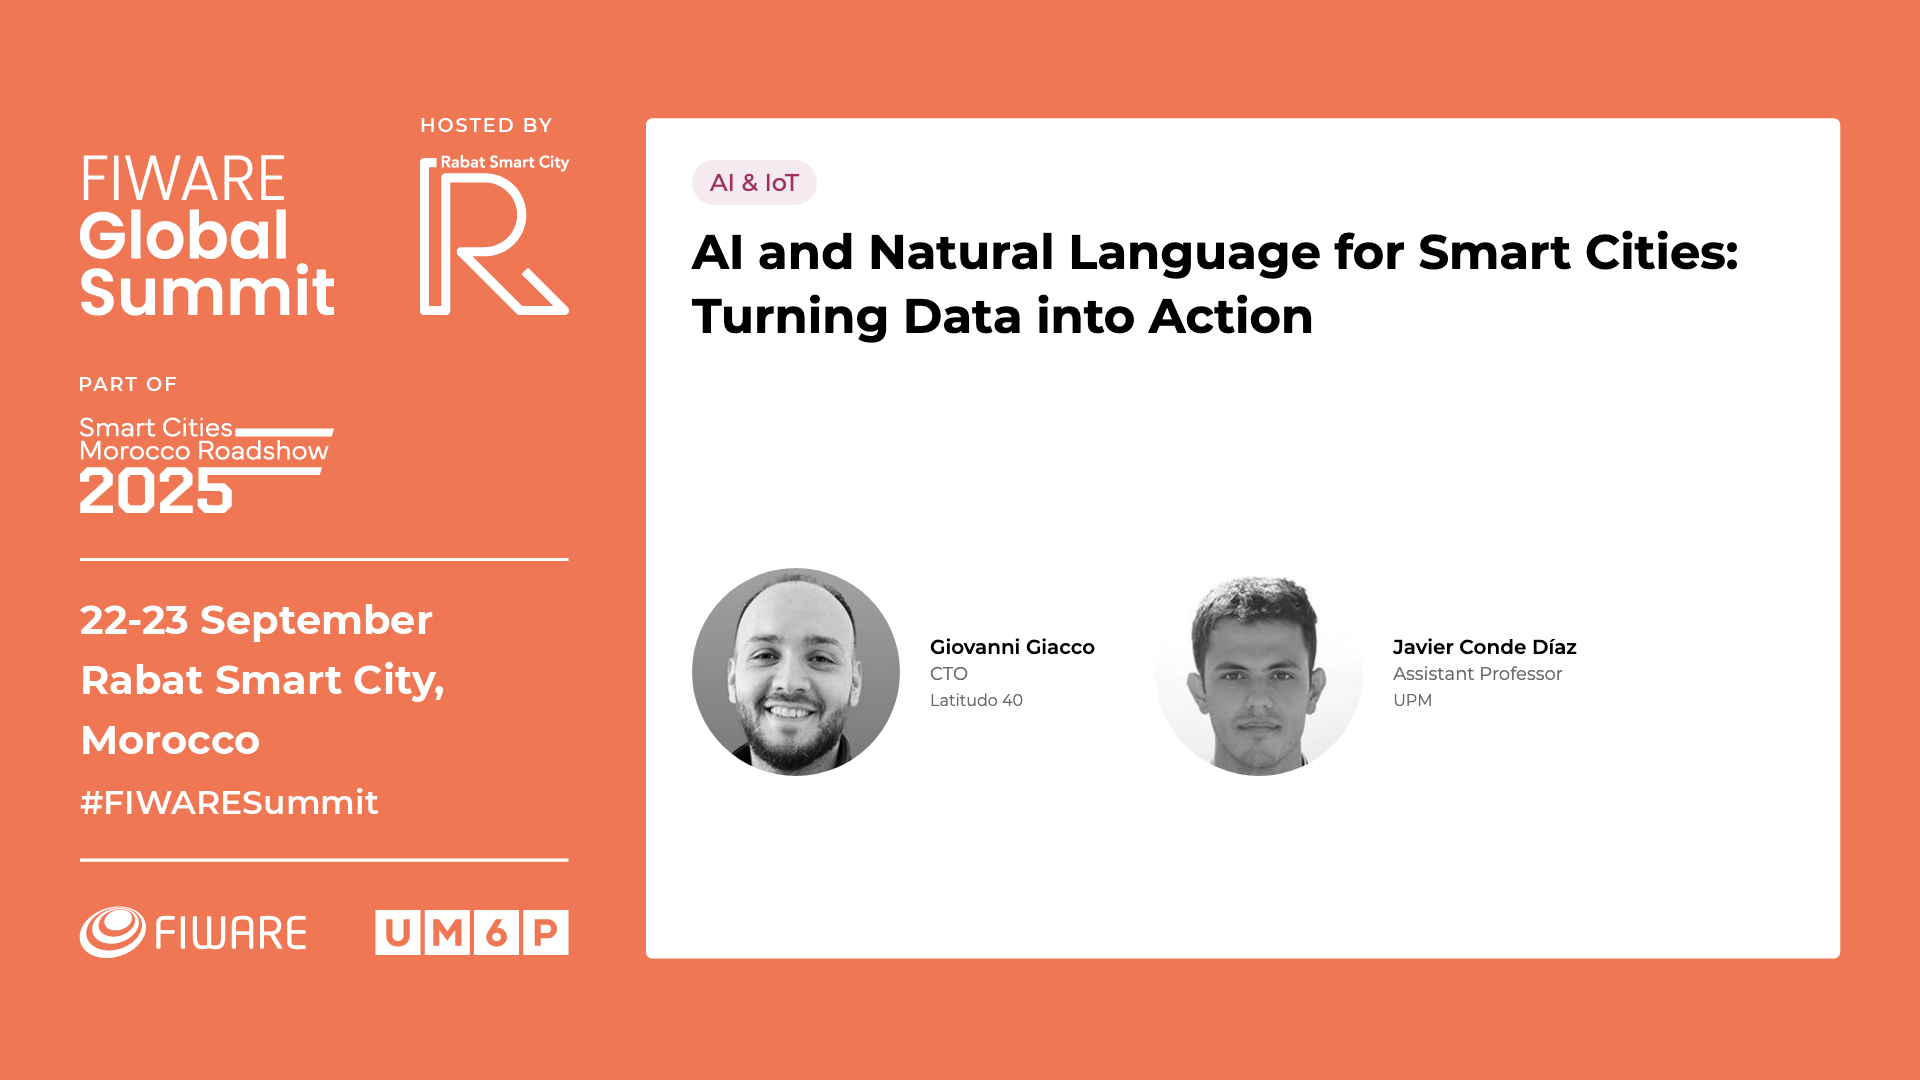 FIWARE
Global
Summit
HOSTED BY
Rabat Smart City
R
PART OF
Smart Cities
Morocco Roadshow
2025
22-23 September
Rabat Smart City,
Morocco
#FIWARESummit
FIWARE
UM6P
AI & IoT
AI and Natural Language for Smart Cities:
Turning Data into Action
Giovanni Giacco
CTO
Latitudo 40
Javier Conde Díaz
Assistant Professor
UPM